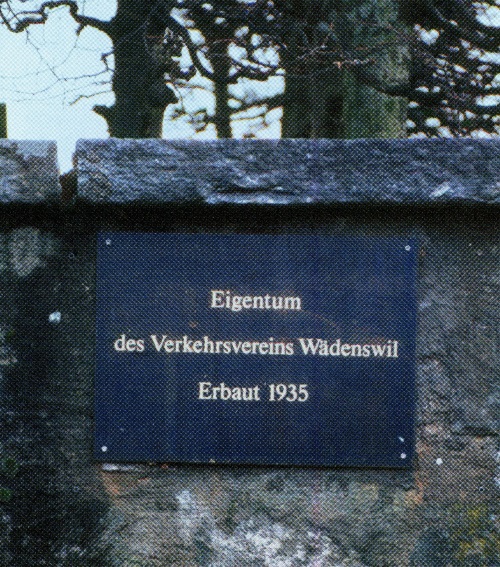 Eigentum
des Verkehrsvereins Wädenswil
Erbaut 1935